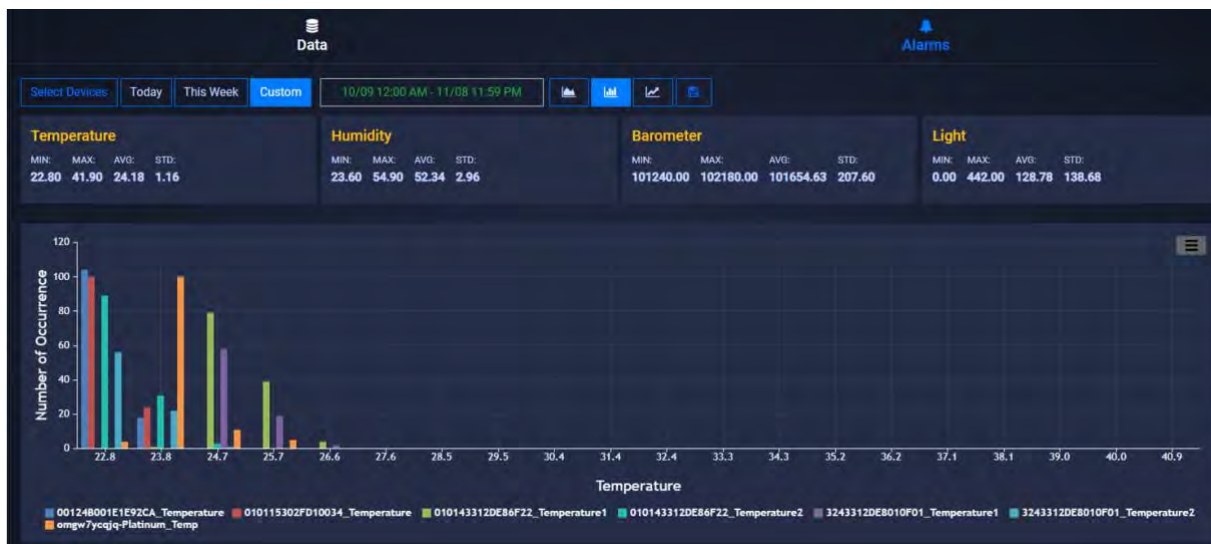 Data
Alarms
Select Devices Today This Week Custom 10/09 12:00 AM - 11/08 11:59 PM
Temperature Humidity Barometer Light
MIN: MAX: AVG: STD: MIN: MAX: AVG: STD: MIN: MAX: AVG: STD: MIN: MAX: AVG: STD:
22.80 41.90 24.18 1.16 23.60 54.90 52.34 2.96 101240.00 102180.00 101654.63 207.60 0.00 442.00 128.78 138.68
120
100
80
60
40
20
0
Number of Occurrence
22.8 23.8 24.7 25.7 26.6 27.6 28.5 29.5 30.4 31.4 32.4 33.3 34.3 35.2 36.2 37.1 38.1 39.0 40.0 40.9
Temperature
00124B001E1E92CA_Temperature 010115302FD10034_Temperature 010143312DE86F22_Temperature1 010143312DE86F22_Temperature2 3243312DE8010F01_Temperature1 3243312DE8010F01_Temperature2
omgw7ycqjq-Platinum_Temp